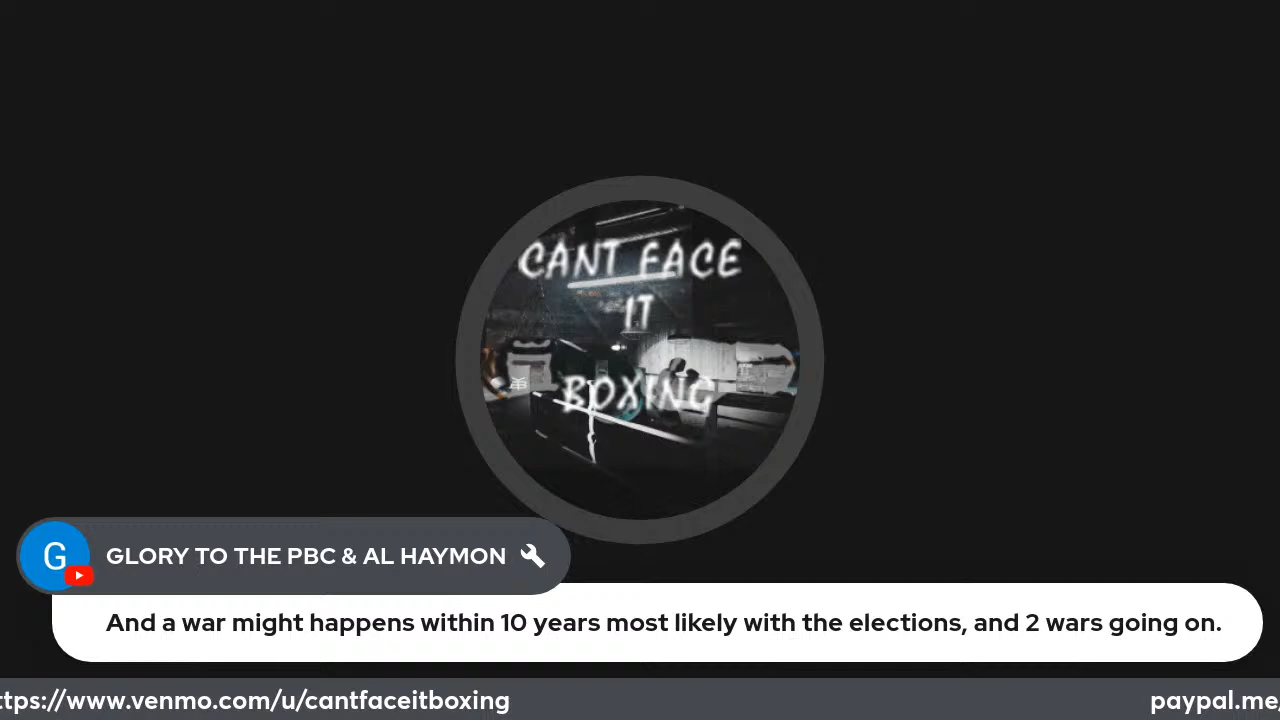 CANT FACE
IT
BOXING
G
GLORY TO THE PBC & AL HAYMON
And a war might happens within 10 years most likely with the elections, and 2 wars going on.
ttps://www.venmo.com/u/cantfaceitboxing
paypal.me/